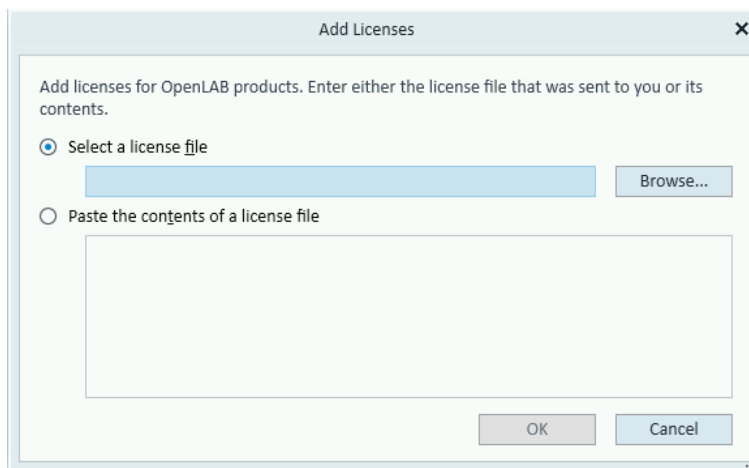 Add Licenses
Add licenses for OpenLAB products. Enter either the license file that was sent to you or its
contents.
Select a license file
Browse...
Paste the contents of a license file
OK
Cancel